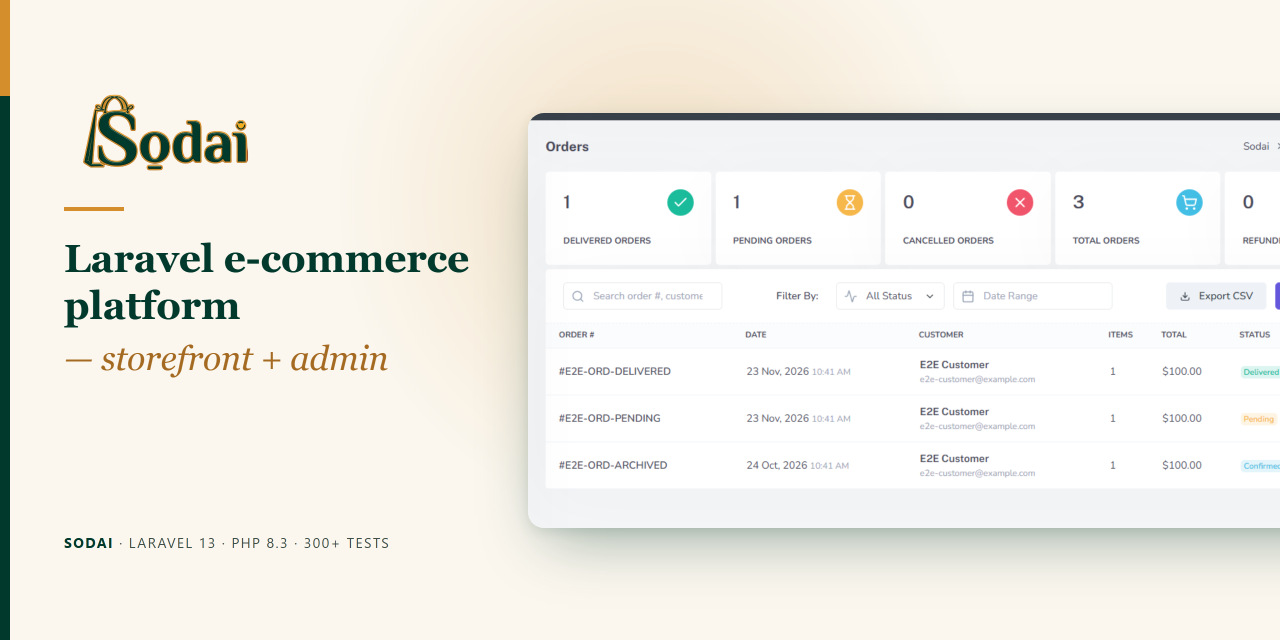 Sodai
Laravel e-commerce
platform
— storefront + admin
SODAI · LARAVEL 13 · PHP 8.3 · 300+ TESTS
Orders
Sodai
1
DELIVERED ORDERS
1
PENDING ORDERS
0
CANCELLED ORDERS
3
TOTAL ORDERS
0
Search order #, custome
Filter By:
All Status
Date Range
Export CSV
ORDER # DATE CUSTOMER ITEMS TOTAL STATUS
#E2E-ORD-DELIVERED 23 Nov, 2026 10:41 AM E2E Customer 1 $100.00 Delivered
e2e-customer@example.com
#E2E-ORD-PENDING 23 Nov, 2026 10:41 AM E2E Customer 1 $100.00 Pending
e2e-customer@example.com
#E2E-ORD-ARCHIVED 24 Oct, 2026 10:41 AM E2E Customer 1 $100.00 Confirmed
e2e-customer@example.com